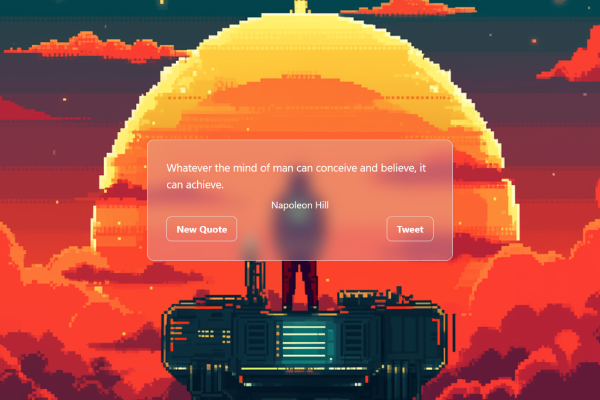 Whatever the mind of man can conceive and believe, it
can achieve.
Napoleon Hill
New Quote
Tweet